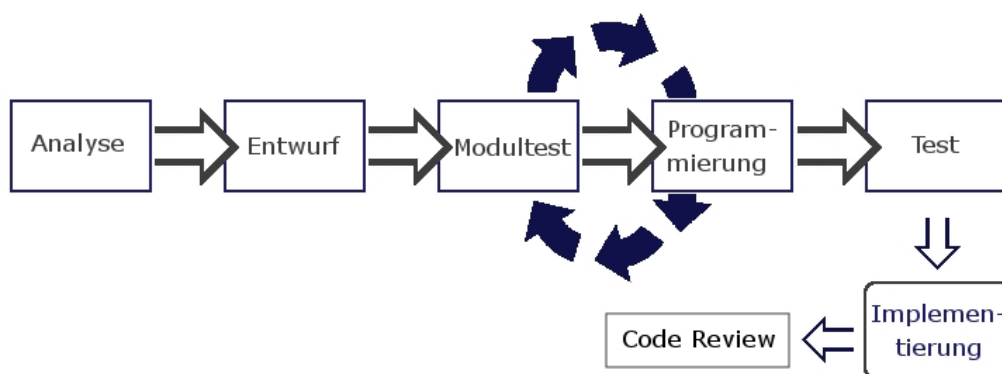 Analyse
Entwurf
Modultest
Program-
mierung
Test
Implemen-
tierung
Code Review